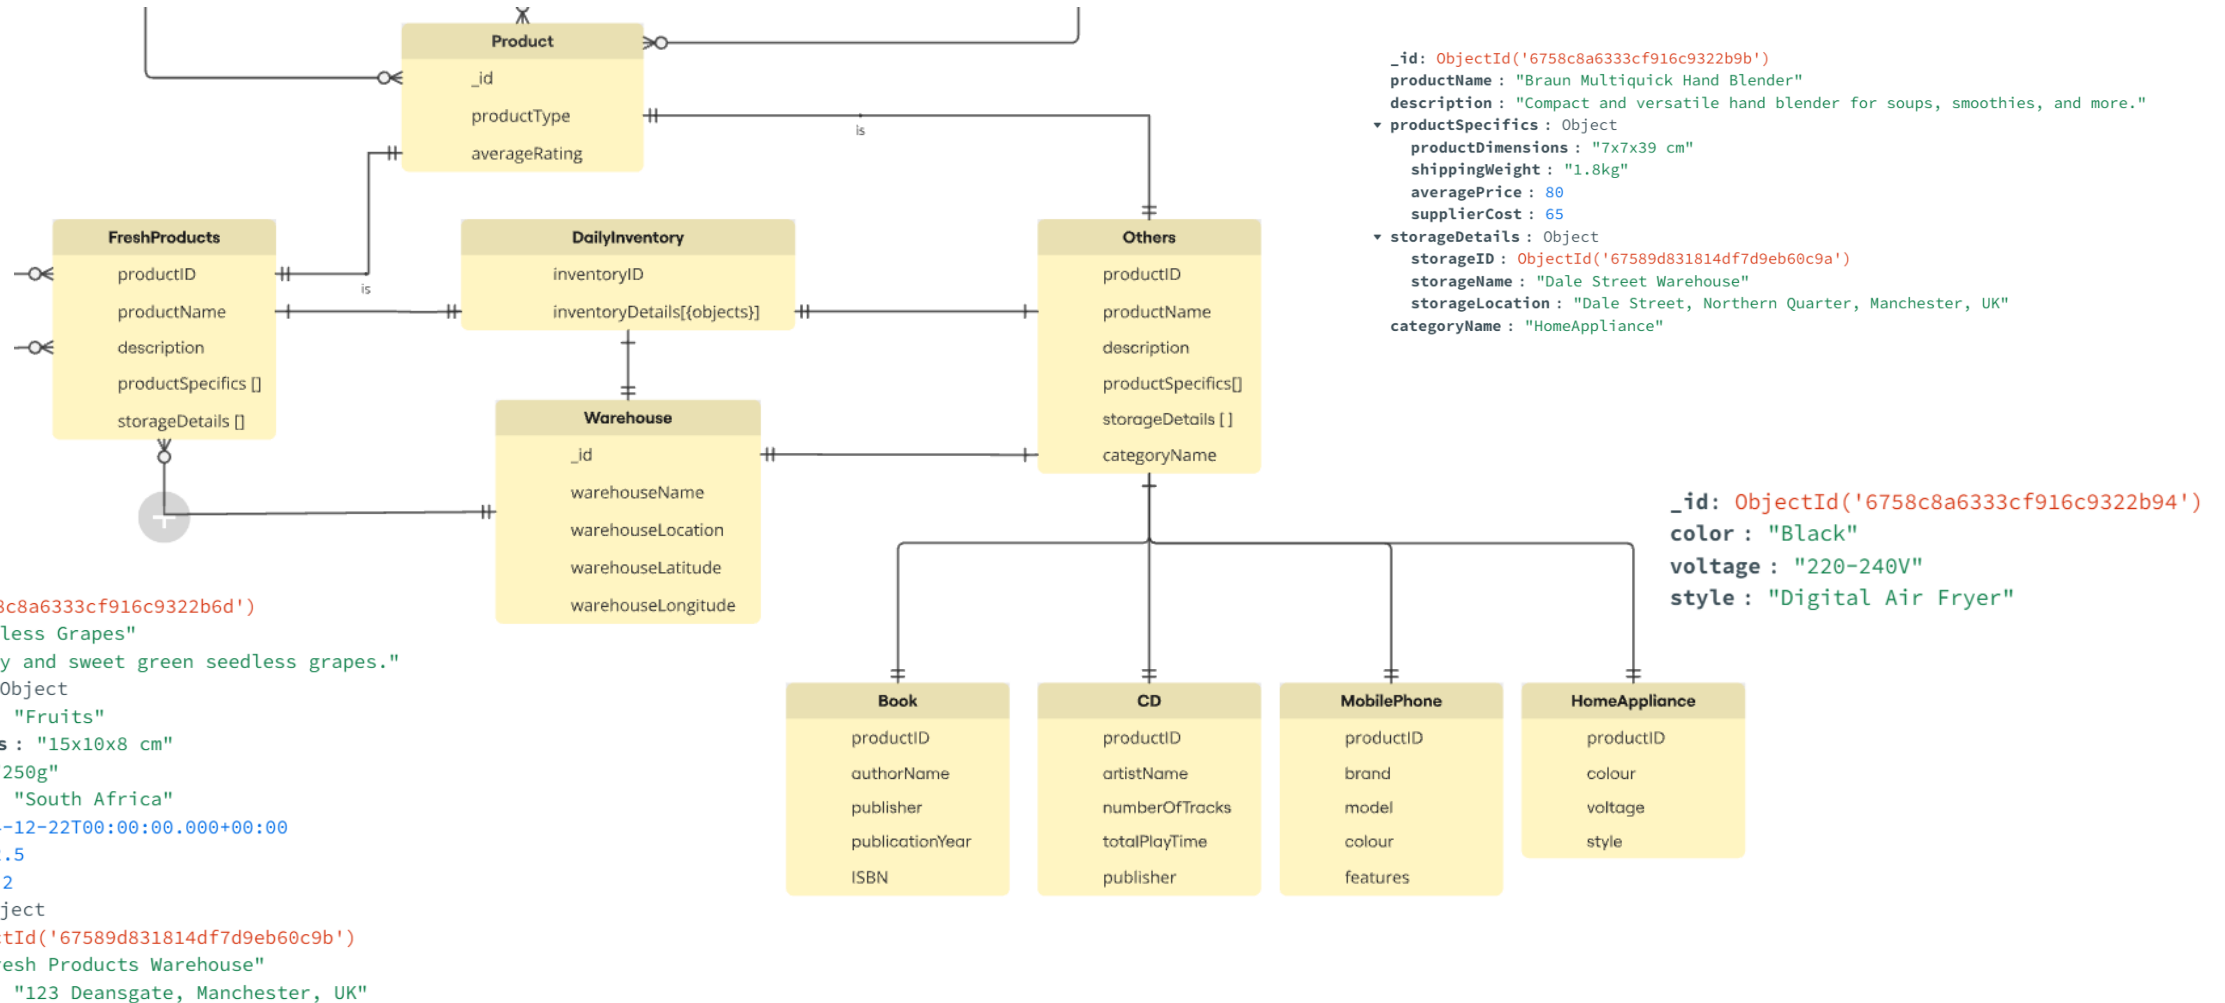 Product
_id
productType
averageRating
is
is
FreshProducts
productID
productName
description
productSpecifics []
storageDetails []
DailyInventory
inventoryID
inventoryDetails[{objects}]
Others
productID
productName
description
productSpecifics[]
storageDetails [ ]
categoryName
Warehouse
_id
warehouseName
warehouseLocation
warehouseLatitude
warehouseLongitude
Book
productID
authorName
publisher
publicationYear
ISBN
CD
productID
artistName
numberOfTracks
totalPlayTime
publisher
MobilePhone
productID
brand
model
colour
features
HomeAppliance
productID
colour
voltage
style
_id: ObjectId('6758c8a6333cf916c9322b9b')
productName : "Braun Multiquick Hand Blender"
description : "Compact and versatile hand blender for soups, smoothies, and more."
productSpecifics : Object
productDimensions : "7x7x39 cm"
shippingWeight : "1.8kg"
averagePrice : 80
supplierCost : 65
storageDetails : Object
storageID : ObjectId('67589d831814df7d9eb60c9a')
storageName : "Dale Street Warehouse"
storageLocation : "Dale Street, Northern Quarter, Manchester, UK"
categoryName : "HomeAppliance"
_id: ObjectId('6758c8a6333cf916c9322b94')
color : "Black"
voltage : "220-240V"
style : "Digital Air Fryer"
8c8a6333cf916c9322b6d')
less Grapes"
y and sweet green seedless grapes."
Object
"Fruits"
s : "15x10x8 cm"
250g"
"South Africa"
-12-22T00:00:00.000+00:00
.5
2
ject
ctId('67589d831814df7d9eb60c9b')
resh Products Warehouse"
"123 Deansgate, Manchester, UK"